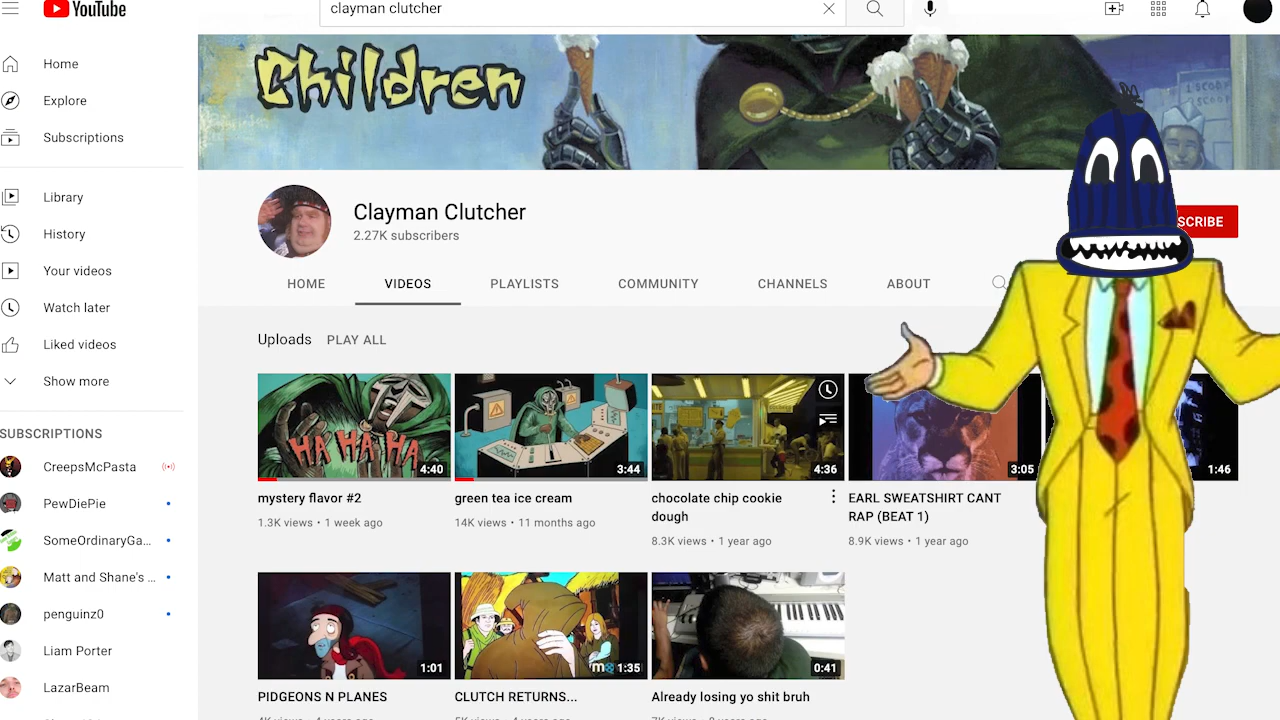 YouTube
clayman clutcher
Home
Explore
Subscriptions
Library
History
Your videos
Watch later
Liked videos
Show more
SUBSCRIPTIONS
CreepsMcPasta
PewDiePie
SomeOrdinaryGa...
Matt and Shane's ...
penguinz0
Liam Porter
LazarBeam
Children
1 SCOOP
Clayman Clutcher
2.27K subscribers
SCRIBE
HOME VIDEOS PLAYLISTS COMMUNITY CHANNELS ABOUT
Uploads PLAY ALL
HA HA HA HA
4:40
3:44
4:36
3:05
1:46
mystery flavor #2
1.3K views • 1 week ago
green tea ice cream
14K views • 11 months ago
chocolate chip cookie
dough
8.3K views • 1 year ago
EARL SWEATSHIRT CANT
RAP (BEAT 1)
8.9K views • 1 year ago
1:01
1:35
0:41
PIDGEONS N PLANES
CLUTCH RETURNS...
Already losing yo shit bruh